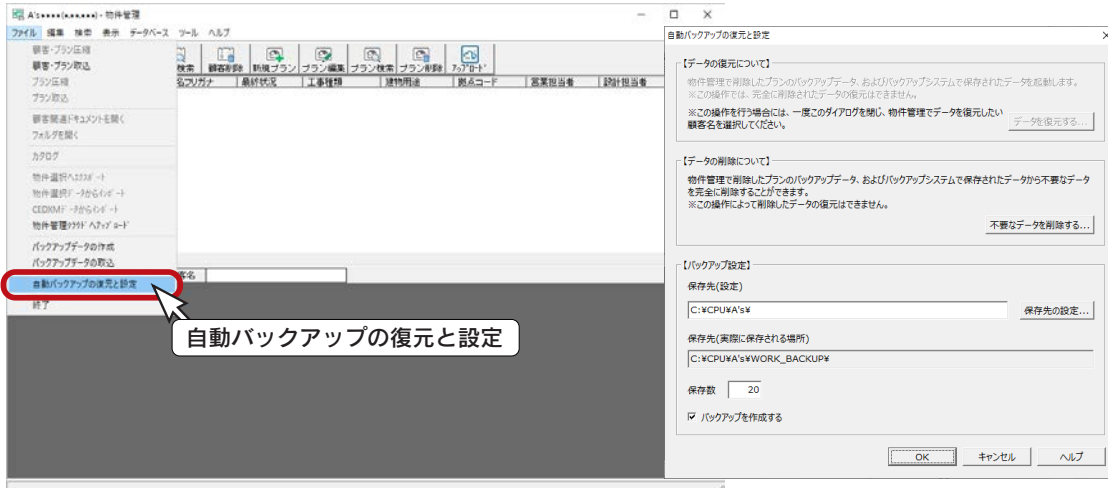 A's★★★★(★.★★.★★★) - 物件管理
ファイル 編集 検索 表示 データベース ツール ヘルプ
顧客・プラン圧縮
顧客・プラン取込
プラン圧縮
プラン取込
顧客関連ドキュメントを開く
フォルダを開く
カタログ
物件選択へエクスポート
物件選択データからインポート
CEDXMデータからインポート
物件管理クラウドへアップロード
バックアップデータの作成
バックアップデータの取込
自動バックアップの復元と設定
終了
検索 顧客削除 新規プラン プラン編集 プラン検索 プラン削除 アップロード
名フリガナ 最終状況 工事種類 建物用途 拠点コード 営業担当者 設計担当者
客名
自動バックアップの復元と設定
自動バックアップの復元と設定
【データの復元について】
物件管理で削除したプランのバックアップデータ、およびバックアップシステムで保存されたデータを起動します。
※この操作では、完全に削除されたデータの復元はできません。
※この操作を行う場合には、一度このダイアログを閉じ、物件管理でデータを復元したい
顧客名を選択してください。
データを復元する...
【データの削除について】
物件管理で削除したプランのバックアップデータ、およびバックアップシステムで保存されたデータから不要なデータ
を完全に削除することができます。
※この操作によって削除したデータの復元はできません。
不要なデータを削除する...
【バックアップ設定】
保存先(設定)
C:¥CPU¥A's¥
保存先の設定...
保存先(実際に保存される場所)
C:¥CPU¥A's¥WORK_BACKUP¥
保存数 20
バックアップを作成する
OK キャンセル ヘルプ